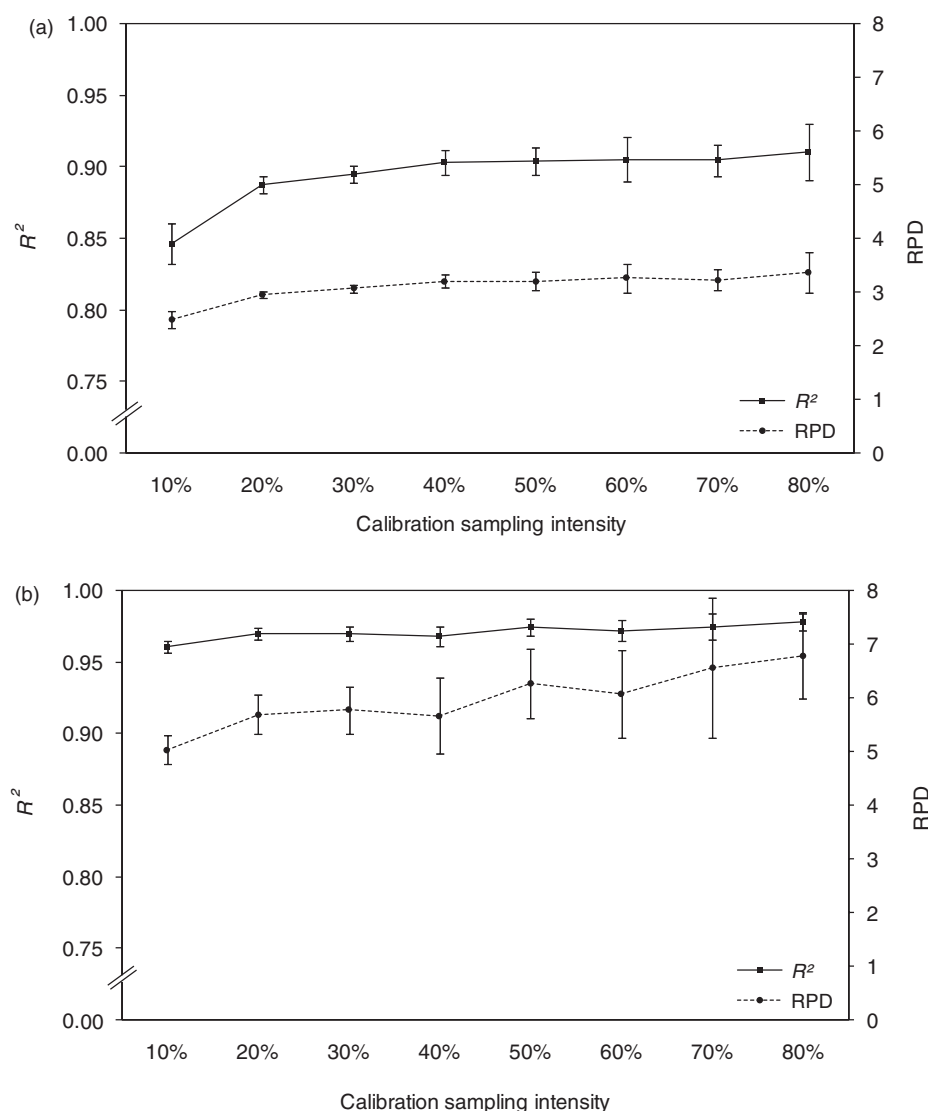 (a)
1.00
0.95
0.90
0.85
0.80
0.75
0.00
R²
8
7
6
5
4
3
2
1
0
RPD
R²
RPD
10% 20% 30% 40% 50% 60% 70% 80%
Calibration sampling intensity
(b)
1.00
0.95
0.90
0.85
0.80
0.75
0.00
R²
8
7
6
5
4
3
2
1
0
RPD
R²
RPD
10% 20% 30% 40% 50% 60% 70% 80%
Calibration sampling intensity